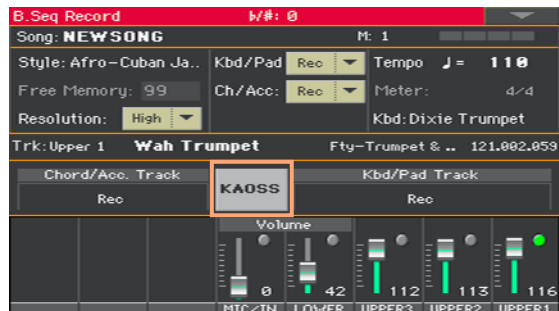 B.Seq Record b/#: 0
Song: NEWSONG M: 1
Style: Afro-Cuban Ja.. Kbd/Pad Rec Tempo ♩= 110
Free Memory: 99 Ch/Acc: Rec Meter: 4/4
Resolution: High Kbd: Dixie Trumpet
Trk: Upper 1 Wah Trumpet Fty-Trumpet & .. 121.002.059
Chord/Acc. Track KAOSS Kbd/Pad Track
Rec Rec
Volume
0 42 112 113 116
MIC/IN LOWER UPPER3 UPPER2 UPPER1